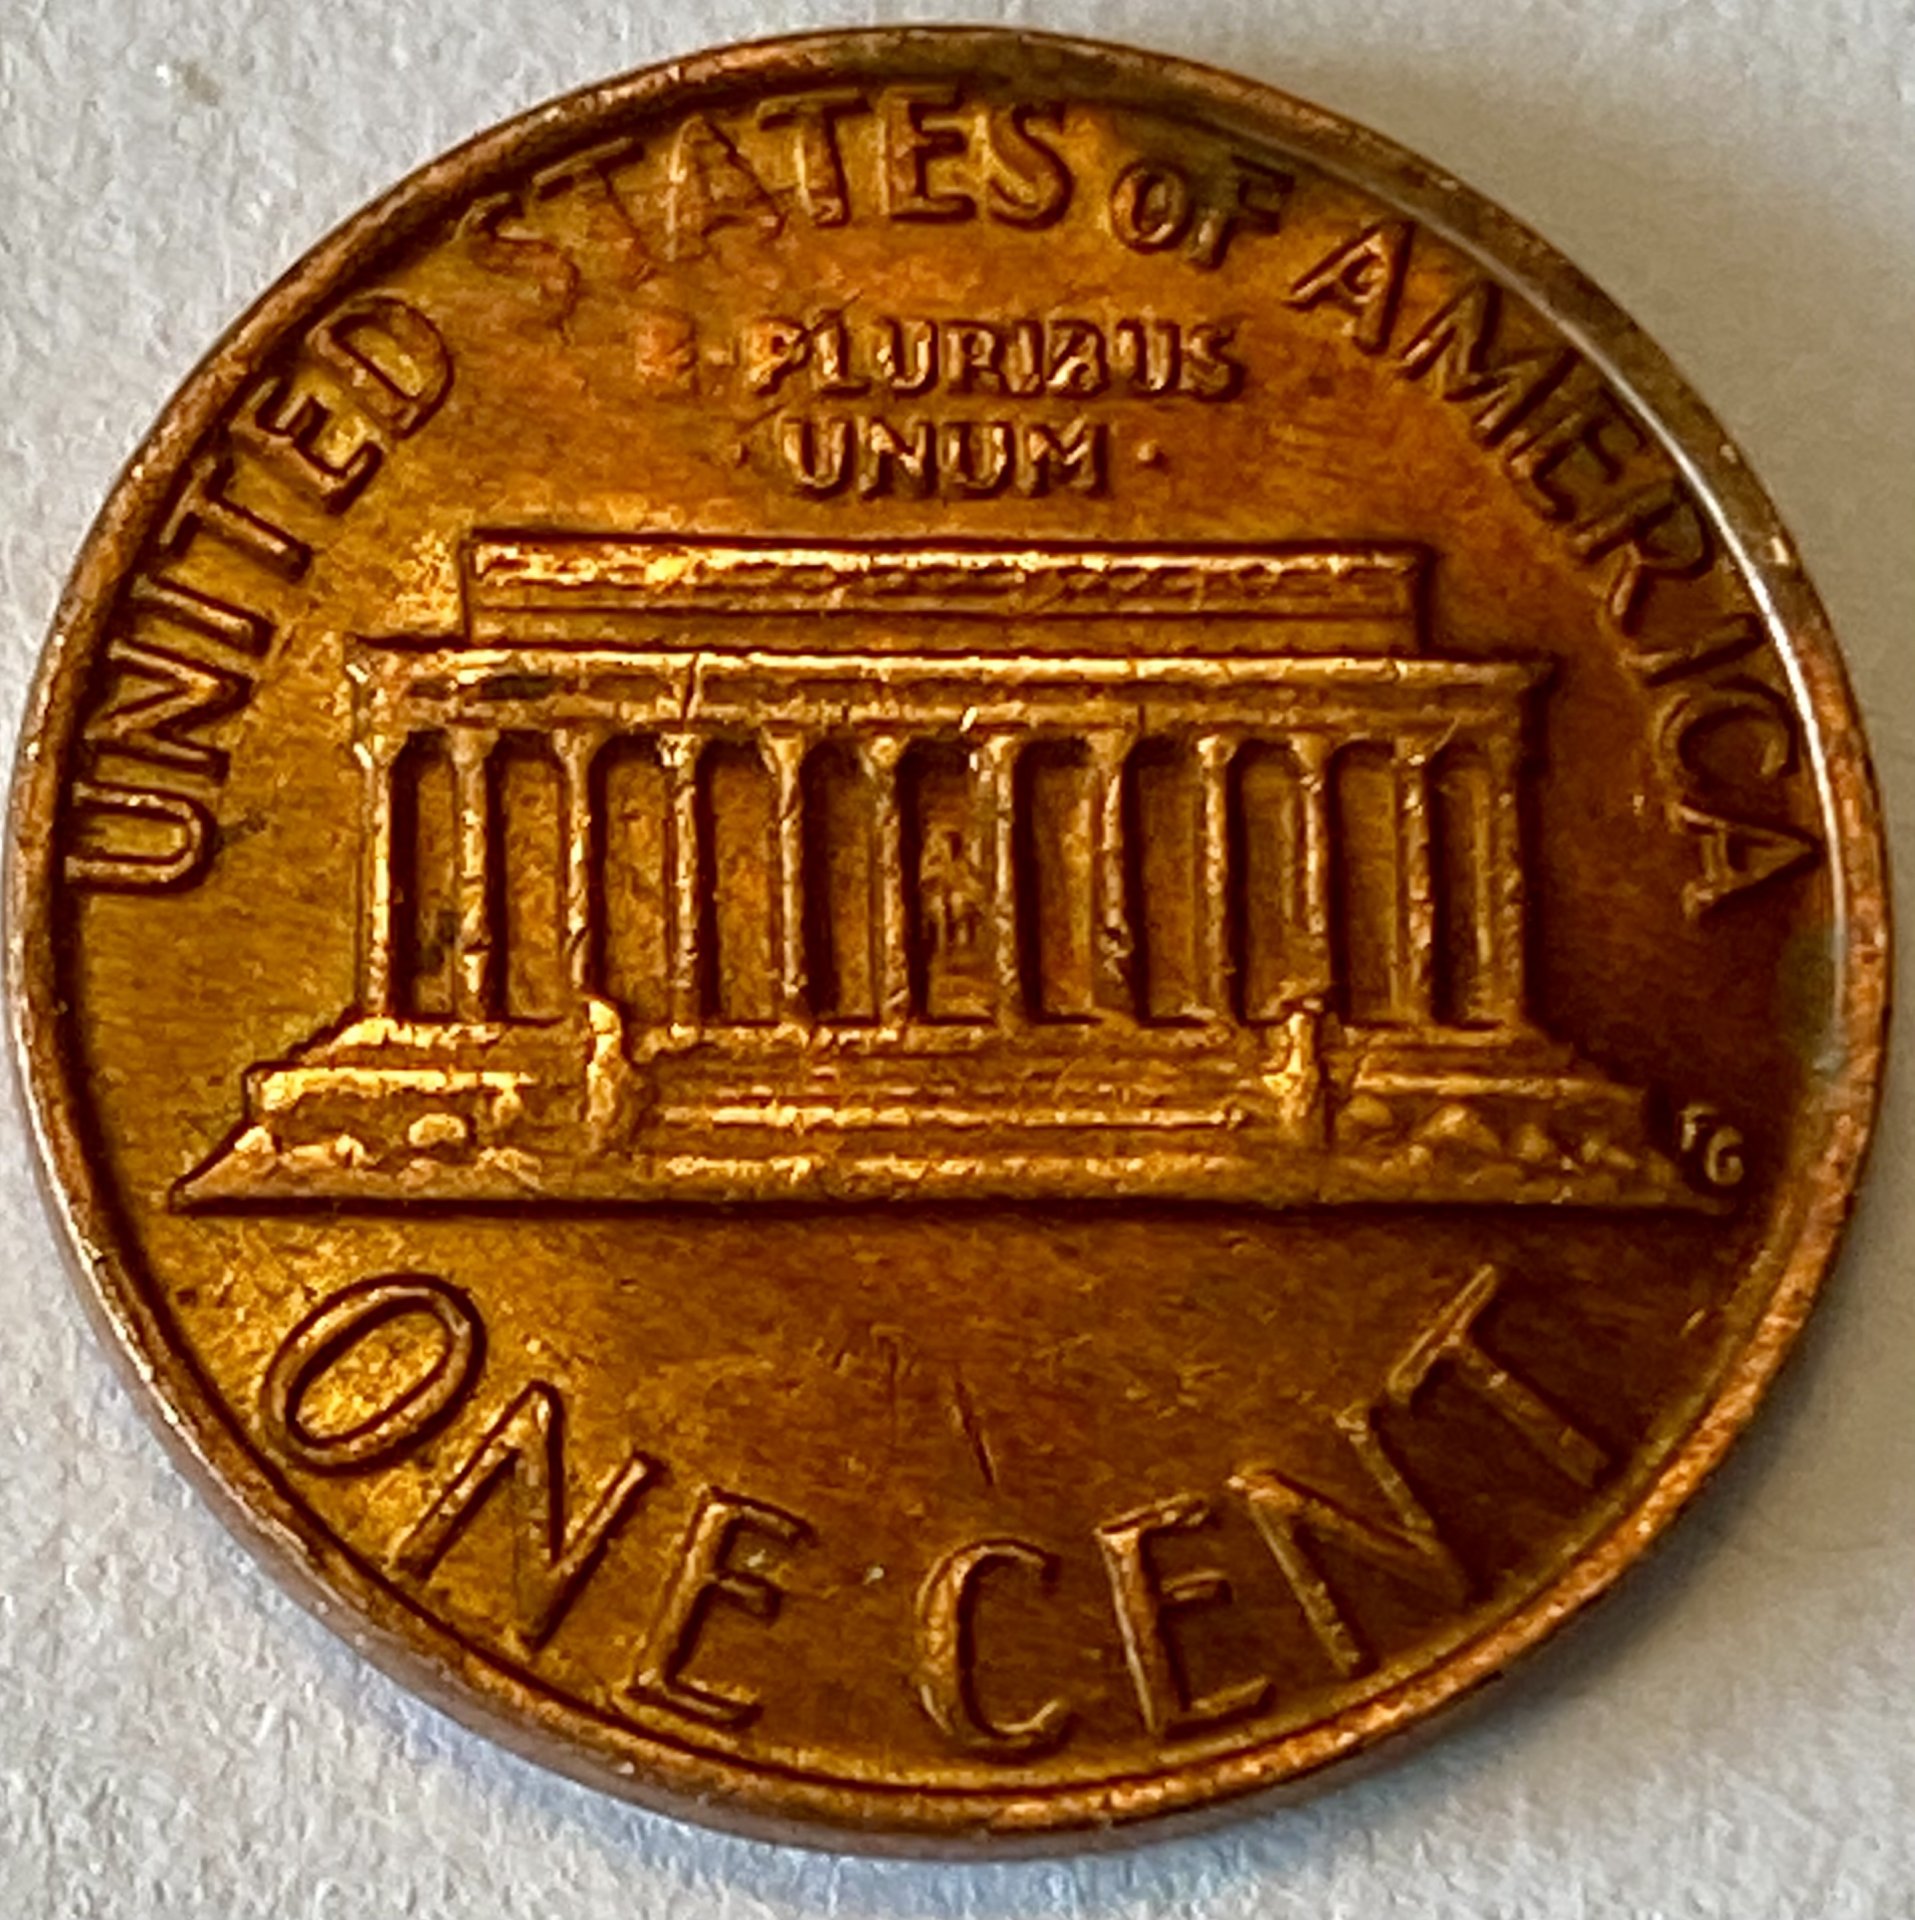 UNITED STATES OF AMERICA
E · PLURIBUS
· UNUM ·
FG
ONE CENT